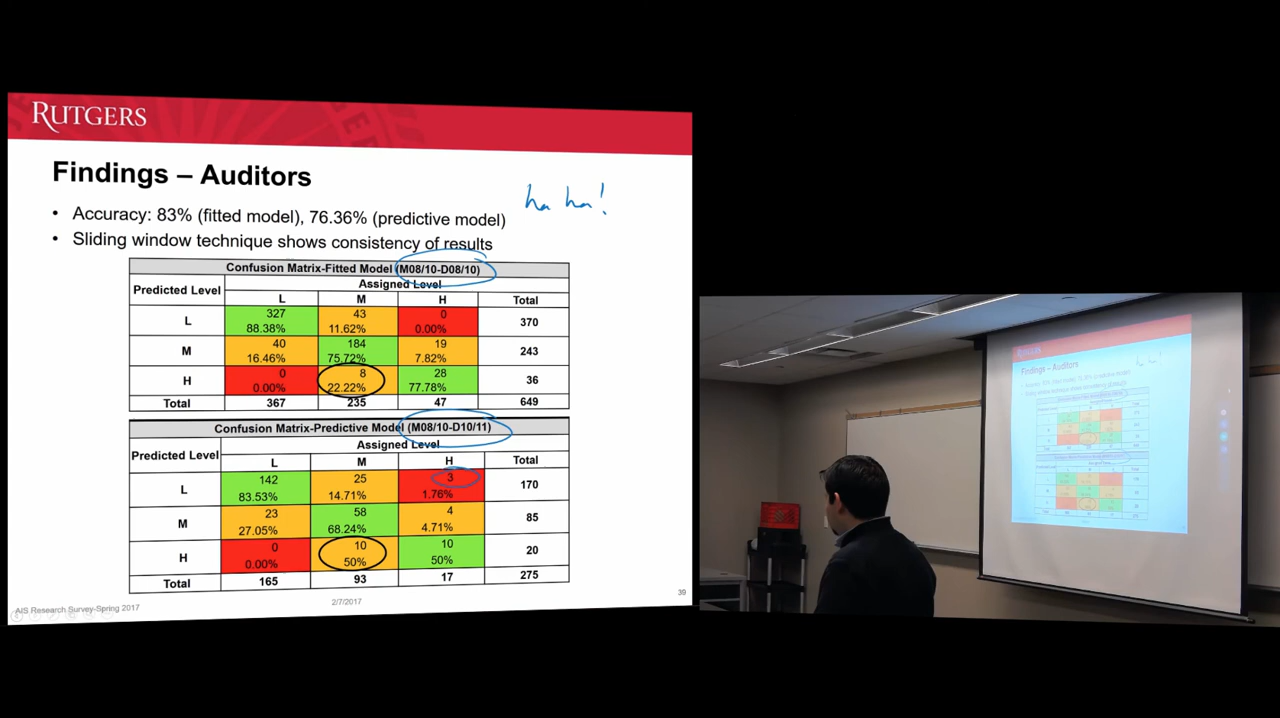 RUTGERS
Findings – Auditors
ha ha!
• Accuracy: 83% (fitted model), 76.36% (predictive model)
• Sliding window technique shows consistency of results
Confusion Matrix-Fitted Model (M08/10-D08/10)
Predicted Level Assigned Level
L M H Total
L 327 43 0 370
88.38% 11.62% 0.00%
M 40 184 19 243
16.46% 75.72% 7.82%
H 0 8 28 36
0.00% 22.22% 77.78%
Total 367 235 47 649
Confusion Matrix-Predictive Model (M08/10-D10/11)
Predicted Level Assigned Level
L M H Total
L 142 25 3 170
83.53% 14.71% 1.76%
M 23 58 4 85
27.05% 68.24% 4.71%
H 0 10 10 20
0.00% 50% 50%
Total 165 93 17 275
AIS Research Survey-Spring 2017
2/7/2017
39
Findings – Auditors